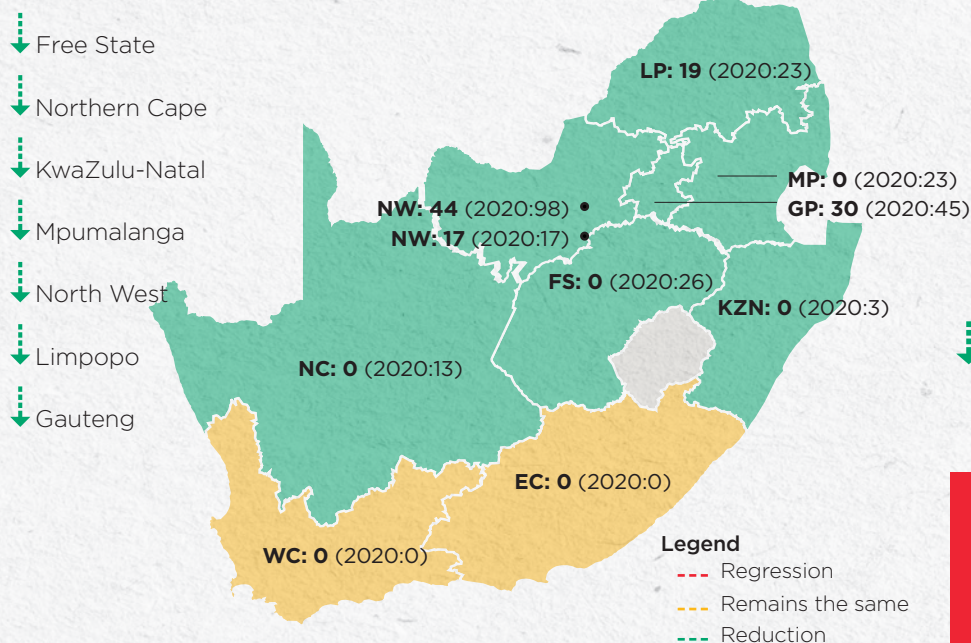 Free State
Northern Cape
KwaZulu-Natal
Mpumalanga
North West
Limpopo
Gauteng
LP: 19 (2020:23)
MP: 0 (2020:23)
GP: 30 (2020:45)
NW: 44 (2020:98)
NW: 17 (2020:17)
FS: 0 (2020:26)
KZN: 0 (2020:3)
NC: 0 (2020:13)
EC: 0 (2020:0)
WC: 0 (2020:0)
Legend
Regression
Remains the same
Reduction